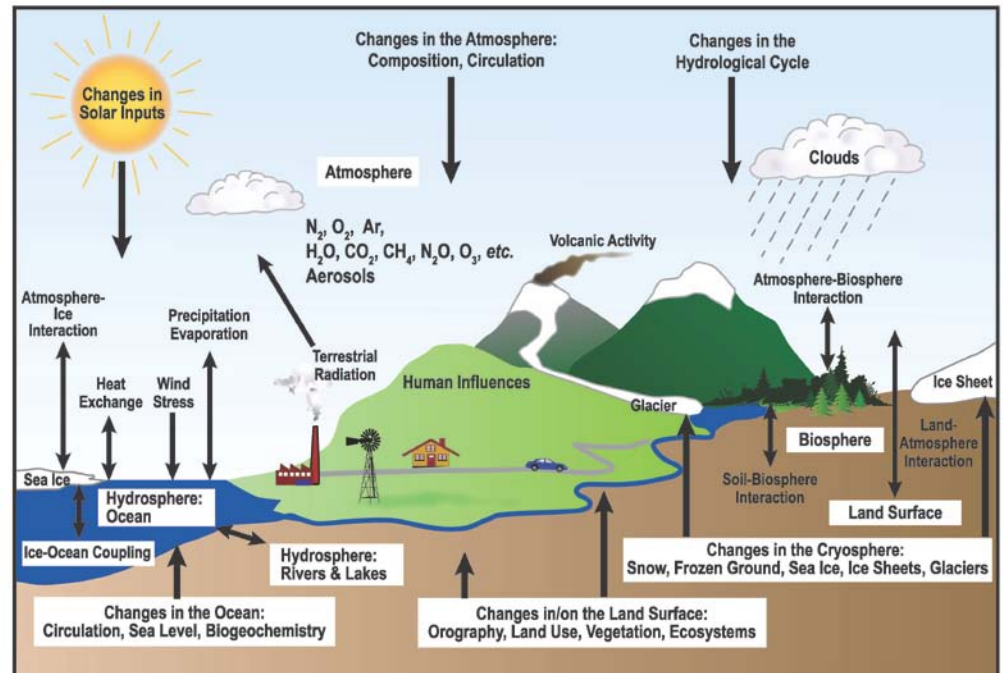 Changes in the Atmosphere:
Composition, Circulation
Changes in the
Hydrological Cycle
Changes in
Solar Inputs
Clouds
Atmosphere
N₂, O₂, Ar,
H₂O, CO₂, CH₄, N₂O, O₃, etc.
Aerosols
Volcanic Activity
Atmosphere-Biosphere
Interaction
Atmosphere-
Ice
Interaction
Precipitation
Evaporation
Terrestrial
Radiation
Human Influences
Heat
Exchange
Wind
Stress
Glacier
Ice Sheet
Biosphere
Land-
Atmosphere
Interaction
Soil-Biosphere
Interaction
Sea Ice
Hydrosphere:
Ocean
Land Surface
Ice-Ocean Coupling
Hydrosphere:
Rivers & Lakes
Changes in the Cryosphere:
Snow, Frozen Ground, Sea Ice, Ice Sheets, Glaciers
Changes in the Ocean:
Circulation, Sea Level, Biogeochemistry
Changes in/on the Land Surface:
Orography, Land Use, Vegetation, Ecosystems